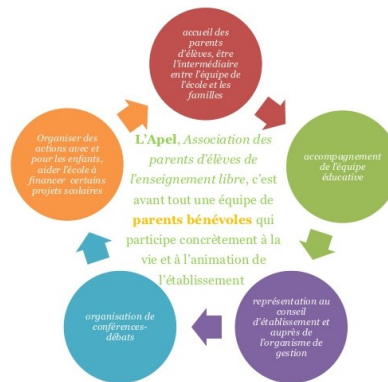 accueil des
parents
d'élèves, être
l'intermédiaire
entre l'équipe de
l'école et les
familles
accompagnement
de l'équipe
éducative
représentation au
conseil
d'établissement et
auprès de
l'organisme de
gestion
organisation de
conférences-
débats
Organiser des
actions avec et
pour les enfants,
aider l'école à
financer certains
projets scolaires
L'Apel, Association des
parents d'élèves de
l'enseignement libre, c'est
avant tout une équipe de
parents bénévoles qui
participe concrètement à la
vie et à l'animation de
l'établissement